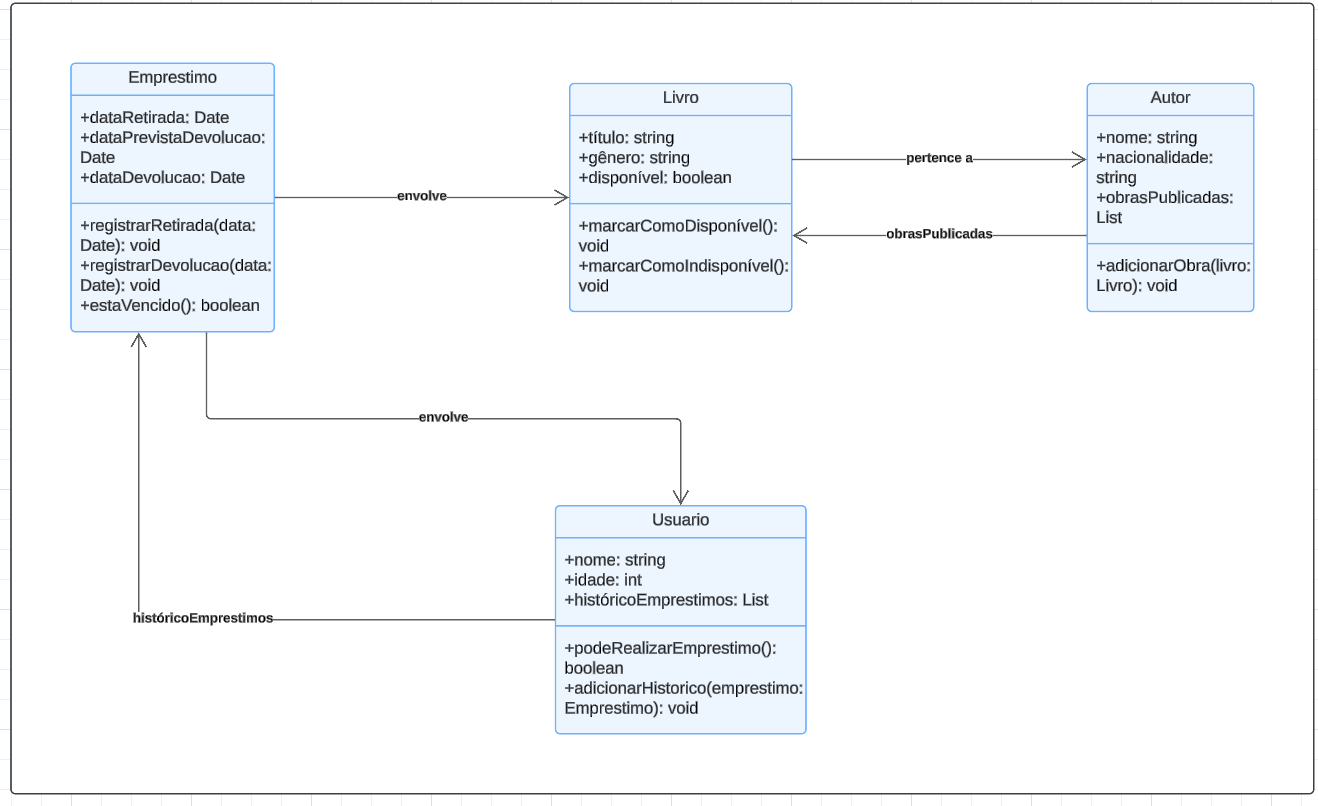 Emprestimo
+dataRetirada: Date
+dataPrevistaDevolucao:
Date
+dataDevolucao: Date
+registrarRetirada(data:
Date): void
+registrarDevolucao(data:
Date): void
+estaVencido(): boolean
envolve
Livro
+título: string
+gênero: string
+disponível: boolean
+marcarComoDisponível():
void
+marcarComoIndisponível():
void
pertence a
obrasPublicadas
Autor
+nome: string
+nacionalidade:
string
+obrasPublicadas:
List
+adicionarObra(livro:
Livro): void
envolve
históricoEmprestimos
Usuario
+nome: string
+idade: int
+históricoEmprestimos: List
+podeRealizarEmprestimo():
boolean
+adicionarHistorico(emprestimo:
Emprestimo): void